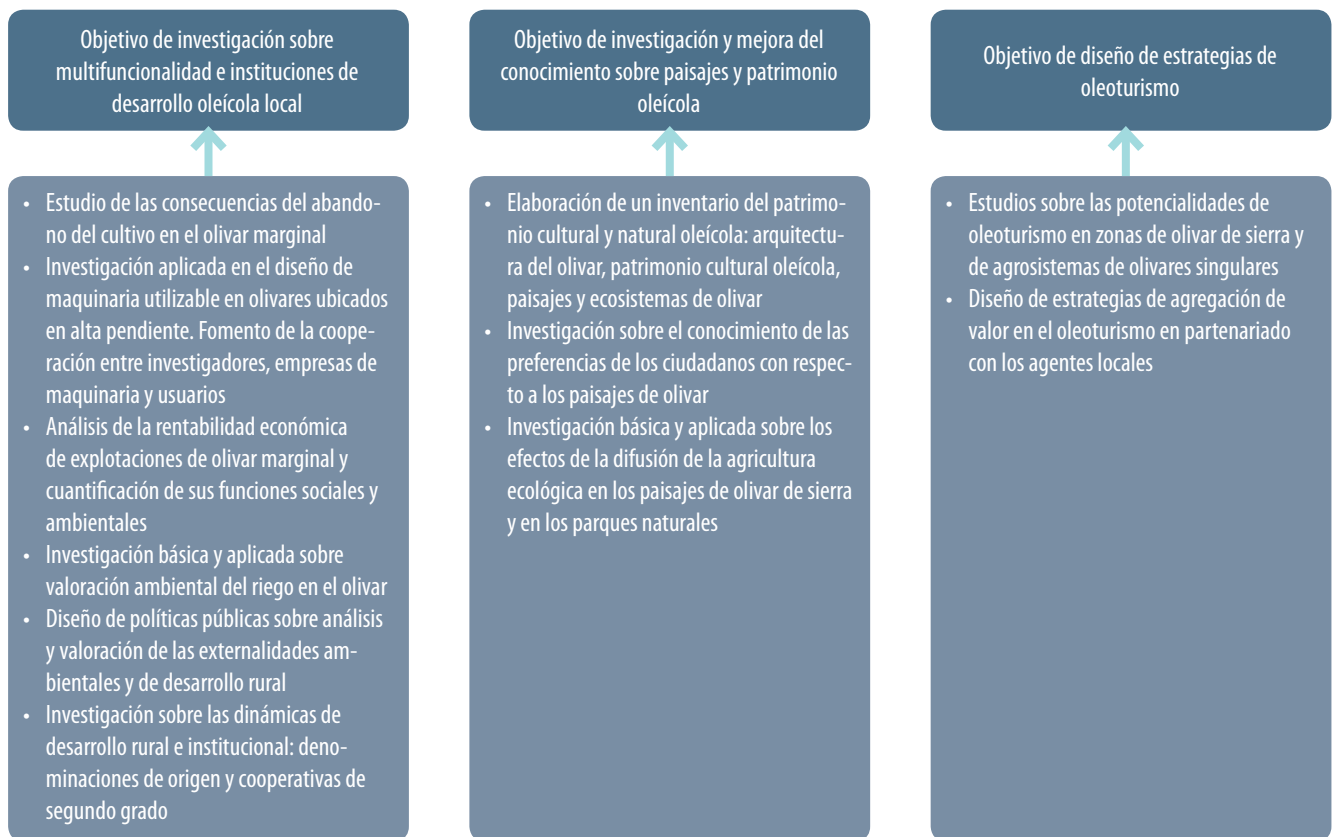 Objetivo de investigación sobre
multifuncionalidad e instituciones de
desarrollo oleícola local
• Estudio de las consecuencias del abando-
no del cultivo en el olivar marginal
• Investigación aplicada en el diseño de
maquinaria utilizable en olivares ubicados
en alta pendiente. Fomento de la coope-
ración entre investigadores, empresas de
maquinaria y usuarios
• Análisis de la rentabilidad económica
de explotaciones de olivar marginal y
cuantificación de sus funciones sociales y
ambientales
• Investigación básica y aplicada sobre
valoración ambiental del riego en el olivar
• Diseño de políticas públicas sobre análisis
y valoración de las externalidades am-
bientales y de desarrollo rural
• Investigación sobre las dinámicas de
desarrollo rural e institucional: deno-
minaciones de origen y cooperativas de
segundo grado
Objetivo de investigación y mejora del
conocimiento sobre paisajes y patrimonio
oleícola
• Elaboración de un inventario del patrimo-
nio cultural y natural oleícola: arquitectu-
ra del olivar, patrimonio cultural oleícola,
paisajes y ecosistemas de olivar
• Investigación sobre el conocimiento de las
preferencias de los ciudadanos con respec-
to a los paisajes de olivar
• Investigación básica y aplicada sobre los
efectos de la difusión de la agricultura
ecológica en los paisajes de olivar de sierra
y en los parques naturales
Objetivo de diseño de estrategias de
oleoturismo
• Estudios sobre las potencialidades de
oleoturismo en zonas de olivar de sierra y
de agrosistemas de olivares singulares
• Diseño de estrategias de agregación de
valor en el oleoturismo en partenariado
con los agentes locales